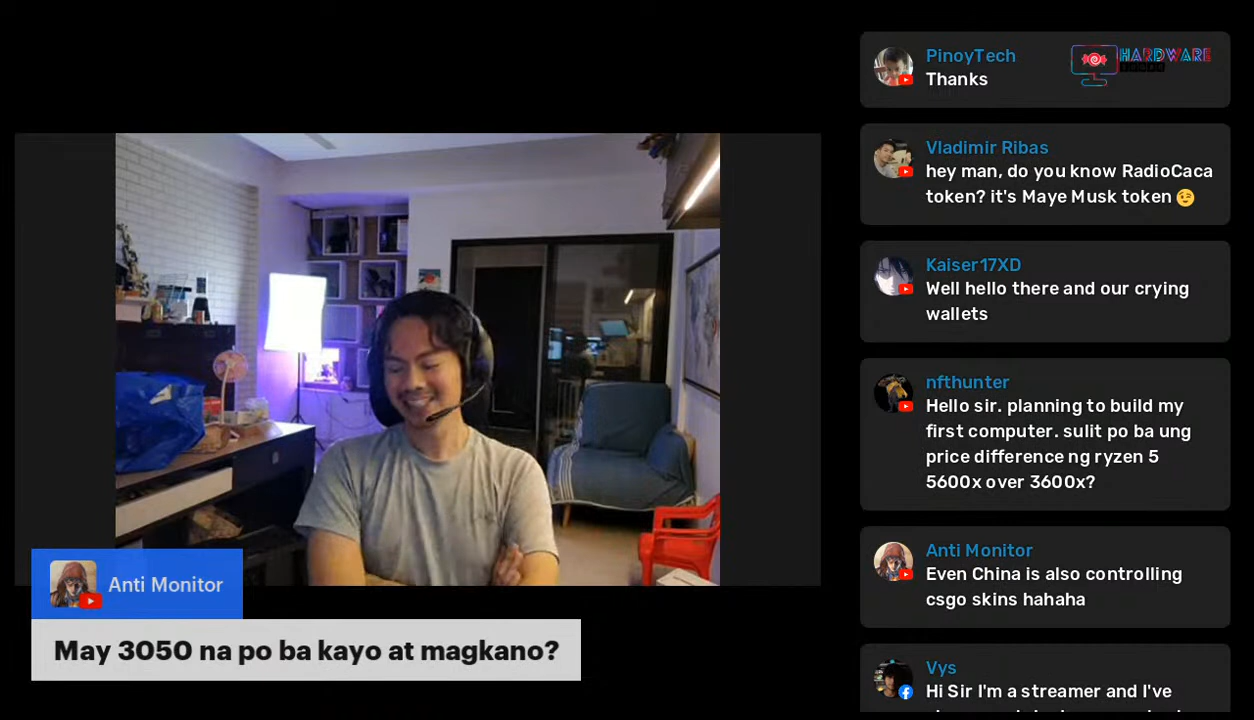 PinoyTech
Thanks
HARDWARE
Vladimir Ribas
hey man, do you know RadioCaca
token? it's Maye Musk token 😉
Kaiser17XD
Well hello there and our crying
wallets
nfthunter
Hello sir. planning to build my
first computer. sulit po ba ung
price difference ng ryzen 5
5600x over 3600x?
Anti Monitor
Even China is also controlling
csgo skins hahaha
Vys
Hi Sir I'm a streamer and I've
Anti Monitor
May 3050 na po ba kayo at magkano?